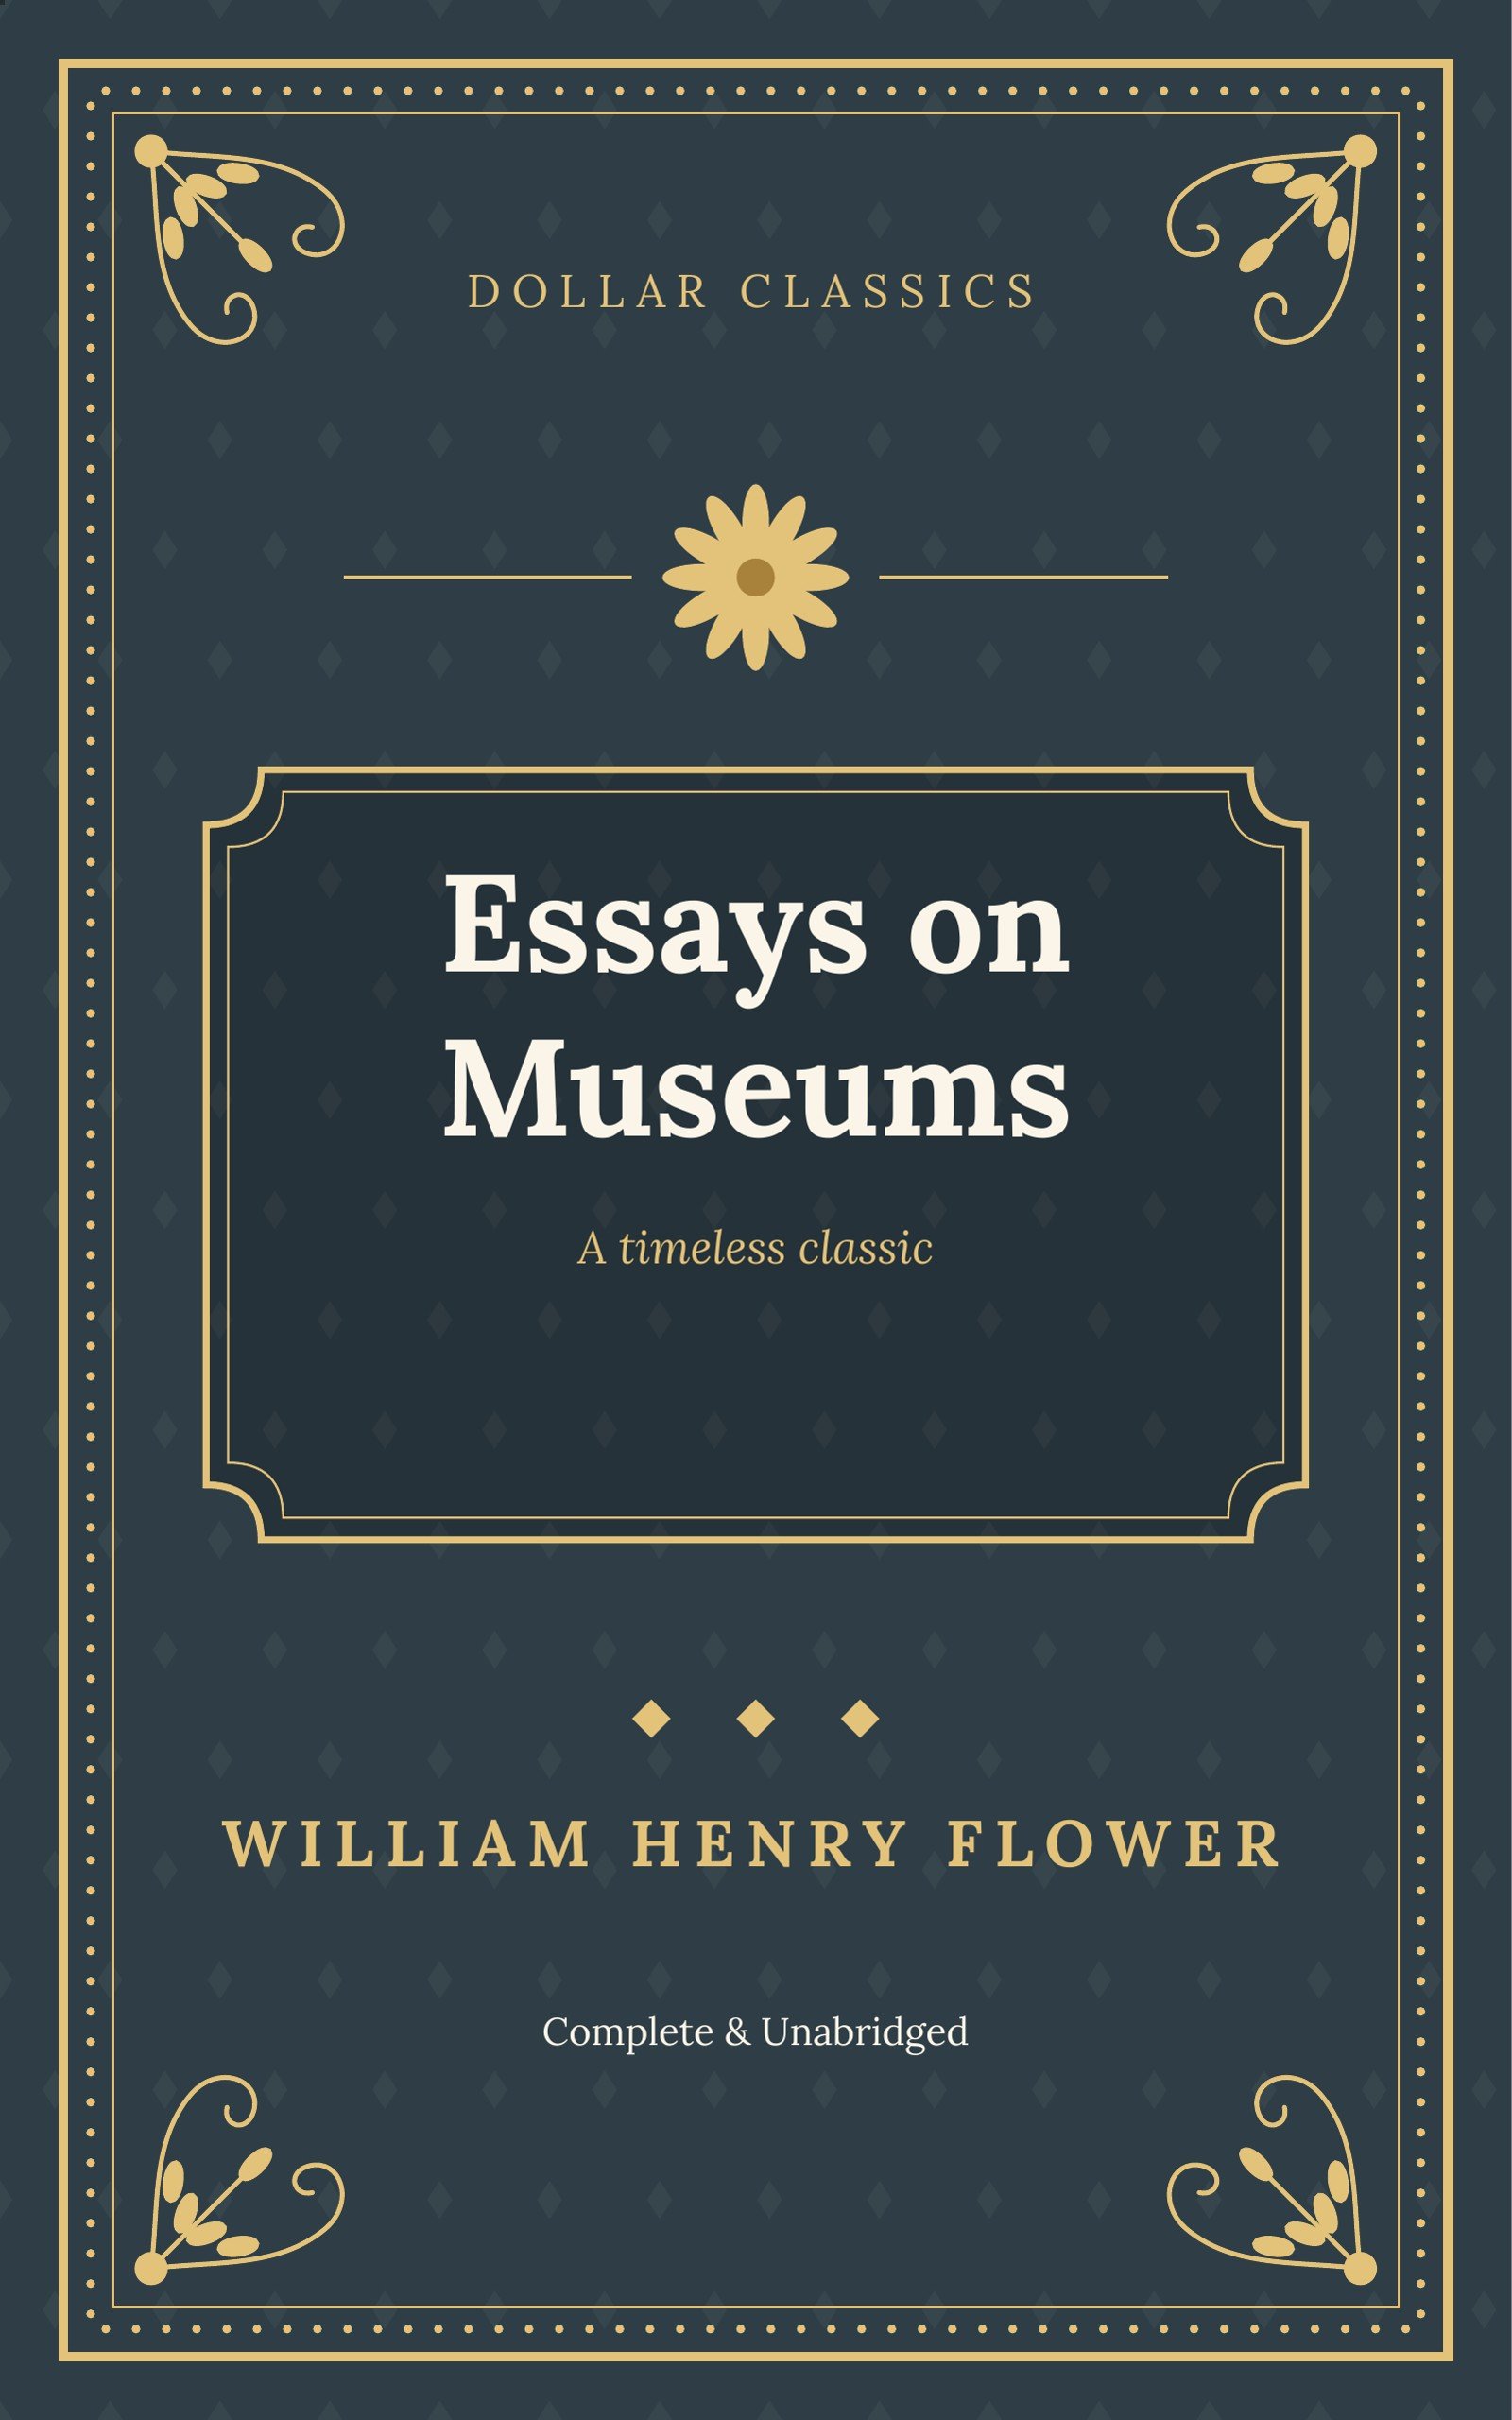 DOLLAR CLASSICS
Essays on
Museums
A timeless classic
WILLIAM HENRY FLOWER
Complete & Unabridged